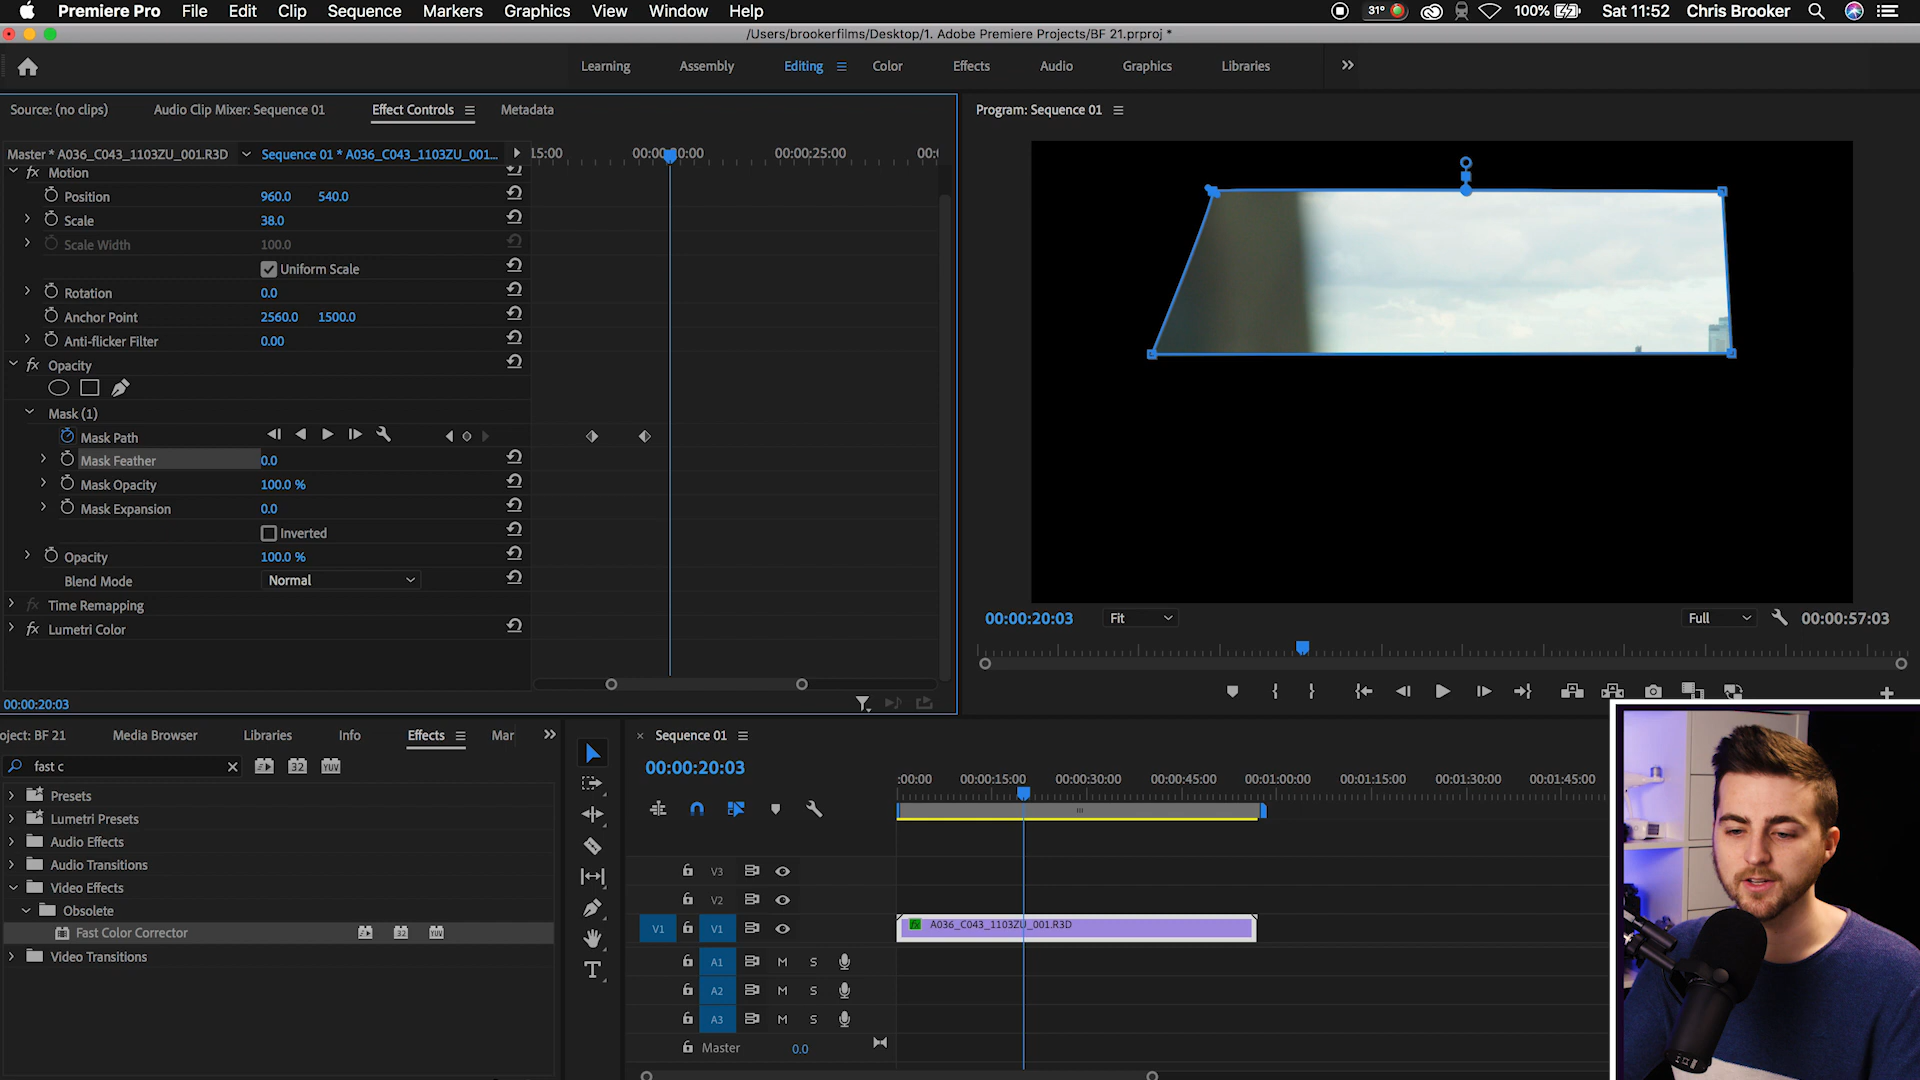 Premiere Pro File Edit Clip Sequence Markers Graphics View Window Help 31° 100% Sat 11:52 Chris Brooker
/Users/brookerfilms/Desktop/1. Adobe Premiere Projects/BF 21.prproj *
Learning Assembly Editing Color Effects Audio Graphics Libraries
Source: (no clips) Audio Clip Mixer: Sequence 01 Effect Controls Metadata
Program: Sequence 01
Master * A036_C043_1103ZU_001.R3D Sequence 01 * A036_C043_1103ZU_001...
00:00:25:00
Motion
Position 960.0 540.0
Scale 38.0
Scale Width 100.0
Uniform Scale
Rotation 0.0
Anchor Point 2560.0 1500.0
Anti-flicker Filter 0.00
Opacity
Mask (1)
Mask Path
Mask Feather 0.0
Mask Opacity 100.0 %
Mask Expansion 0.0
Inverted
Opacity 100.0 %
Blend Mode Normal
Time Remapping
Lumetri Color
00:00:20:03
00:00:20:03 Fit Full 00:00:57:03
oject: BF 21 Media Browser Libraries Info Effects Mar
fast c
32 YUV
Presets
Lumetri Presets
Audio Effects
Audio Transitions
Video Effects
Obsolete
Fast Color Corrector 32 YUV
Video Transitions
× Sequence 01
00:00:20:03
:00:00 00:00:15:00 00:00:30:00 00:00:45:00 00:01:00:00 00:01:15:00 00:01:30:00 00:01:45:00
V3
V2
V1 V1 fx A036_C043_1103ZU_001.R3D
A1 M S
A2 M S
A3 M S
Master 0.0